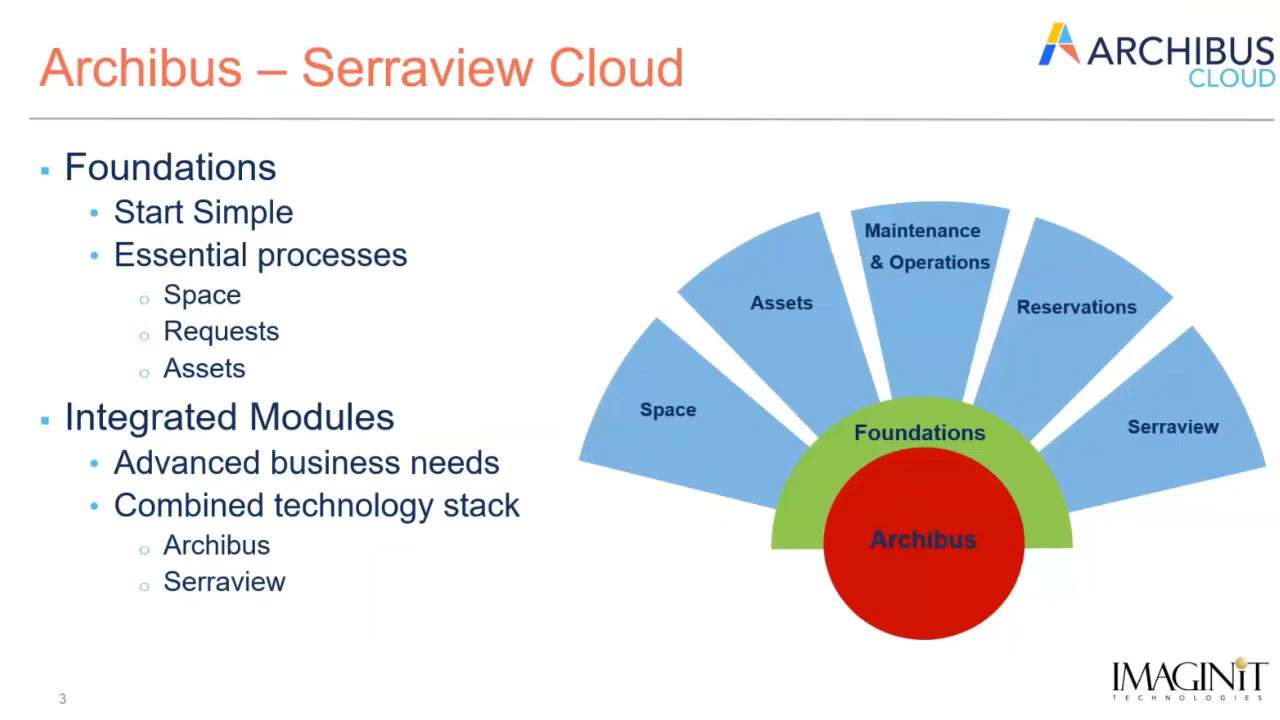 Archibus – Serraview Cloud
ARCHIBUS
CLOUD
▪ Foundations
• Start Simple
• Essential processes
o Space
o Requests
o Assets
▪ Integrated Modules
• Advanced business needs
• Combined technology stack
o Archibus
o Serraview
Space
Assets
Maintenance
& Operations
Reservations
Serraview
Foundations
Archibus
3
IMAGINiT
TECHNOLOGIES